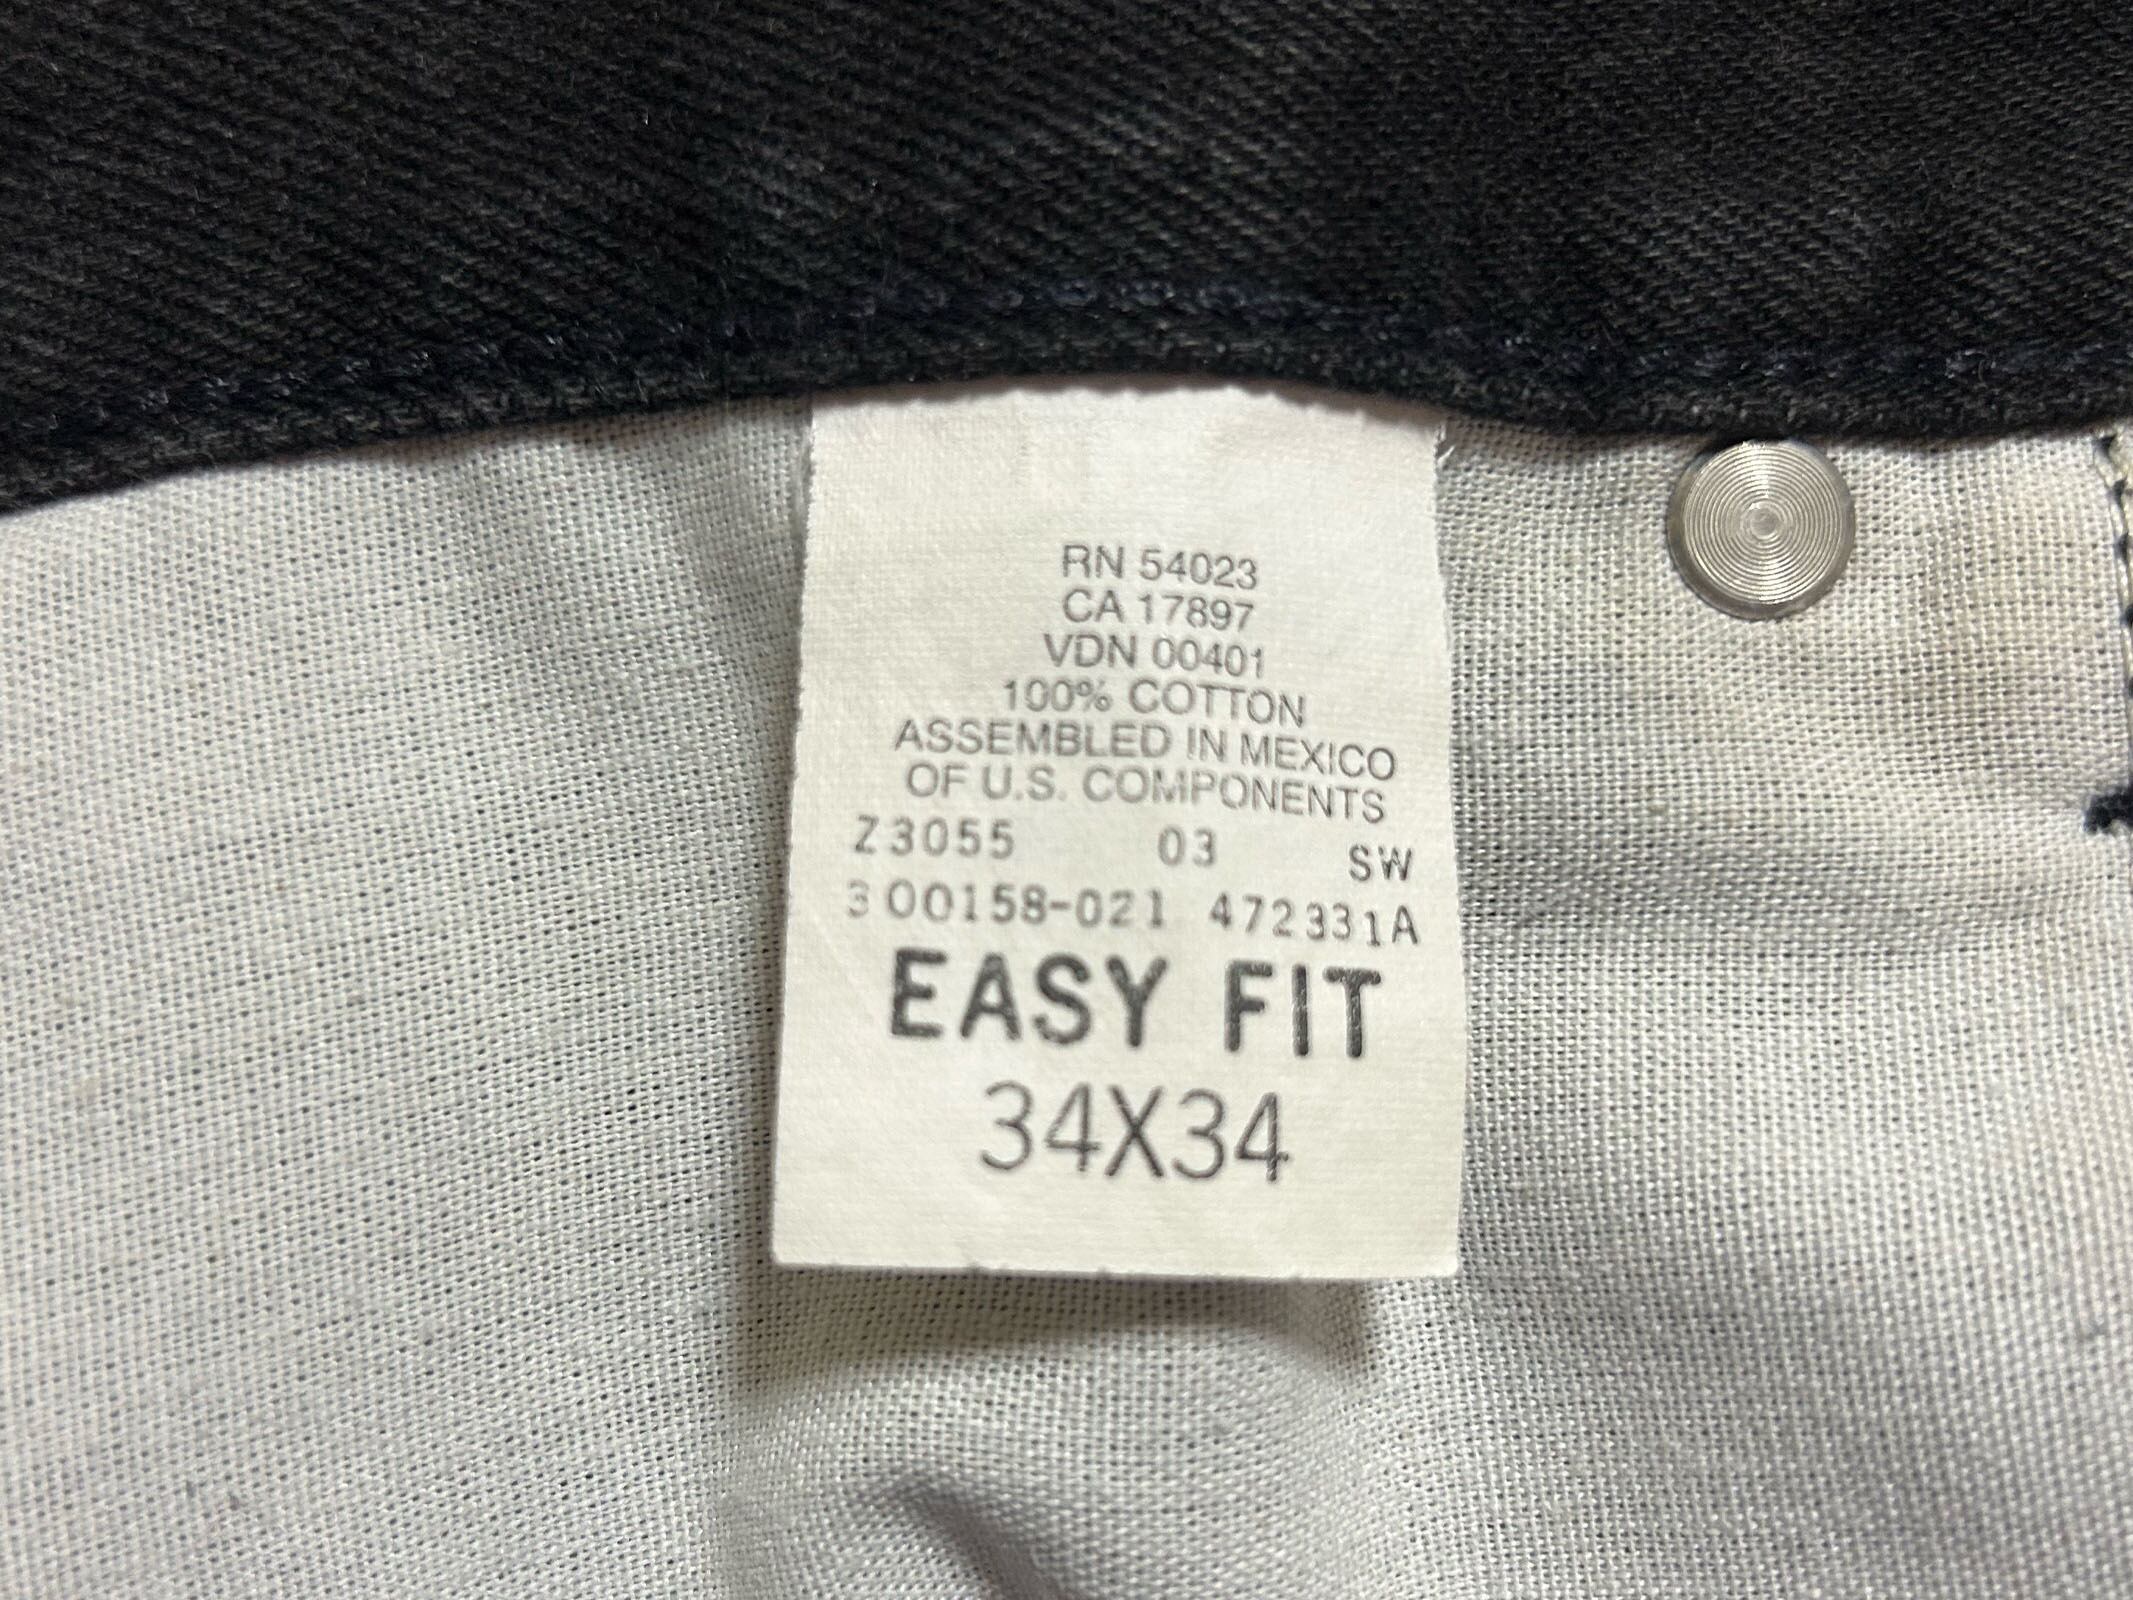 RN 54023
CA 17897
VDN 00401
100% COTTON
ASSEMBLED IN MEXICO
OF U.S. COMPONENTS
Z3055 03 SW
300158-021 472331A
EASY FIT
34X34